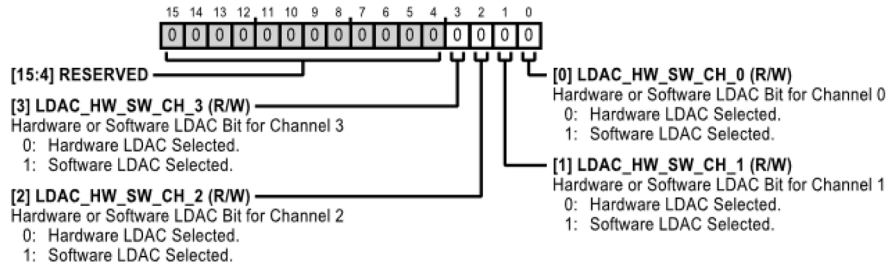 15 14 13 12 11 10 9 8 7 6 5 4 3 2 1 0
0 0 0 0 0 0 0 0 0 0 0 0 0 0 0 0
[15:4] RESERVED
[3] LDAC_HW_SW_CH_3 (R/W)
Hardware or Software LDAC Bit for Channel 3
0: Hardware LDAC Selected.
1: Software LDAC Selected.
[2] LDAC_HW_SW_CH_2 (R/W)
Hardware or Software LDAC Bit for Channel 2
0: Hardware LDAC Selected.
1: Software LDAC Selected.
[0] LDAC_HW_SW_CH_0 (R/W)
Hardware or Software LDAC Bit for Channel 0
0: Hardware LDAC Selected.
1: Software LDAC Selected.
[1] LDAC_HW_SW_CH_1 (R/W)
Hardware or Software LDAC Bit for Channel 1
0: Hardware LDAC Selected.
1: Software LDAC Selected.